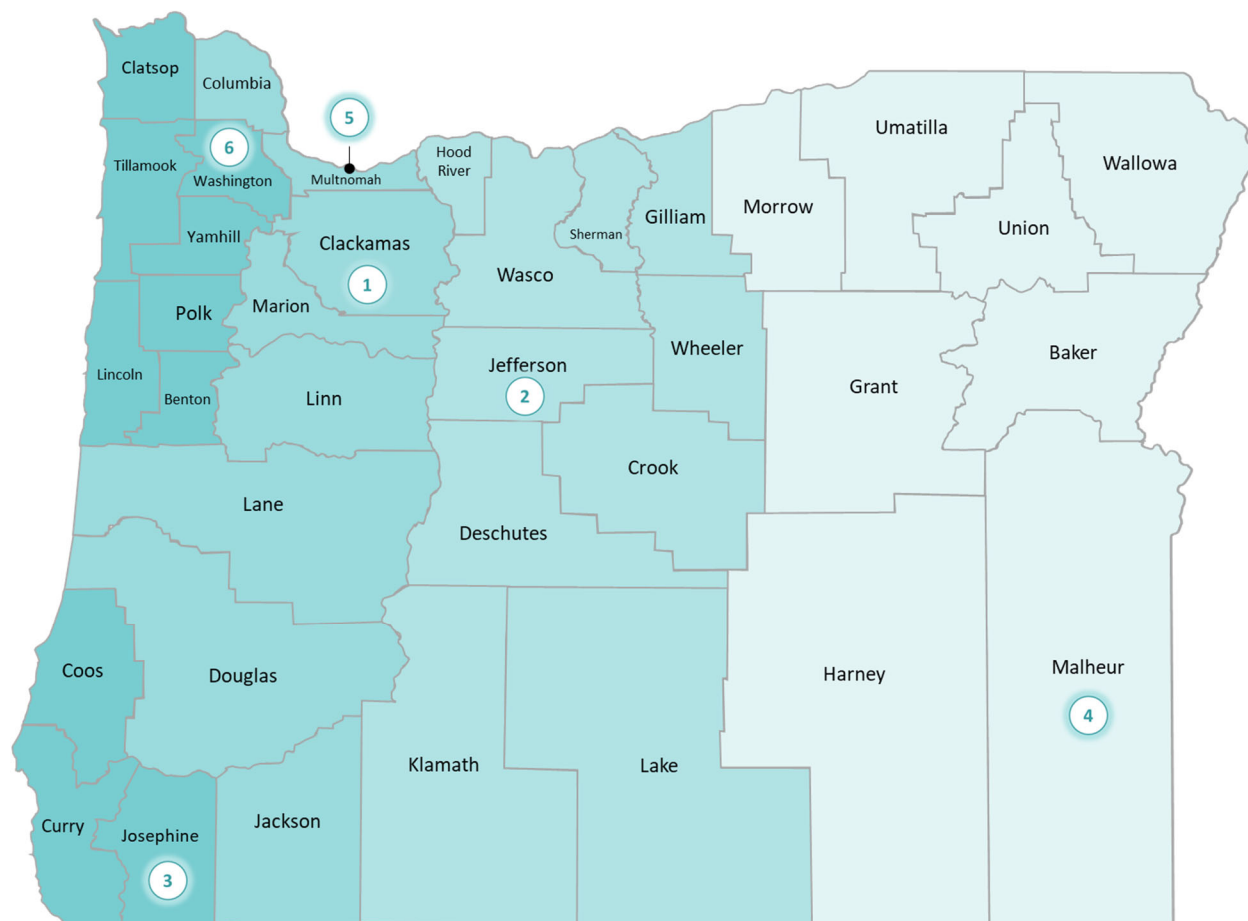 Clatsop
Columbia
5
Tillamook
6
Washington
Multnomah
Hood
River
Yamhill
Clackamas
1
Marion
Polk
Lincoln
Benton
Linn
Wasco
Sherman
Gilliam
Morrow
Umatilla
Union
Wallowa
Jefferson
2
Wheeler
Grant
Baker
Crook
Deschutes
Lane
Coos
Douglas
Curry
Josephine
3
Jackson
Klamath
Lake
Harney
Malheur
4